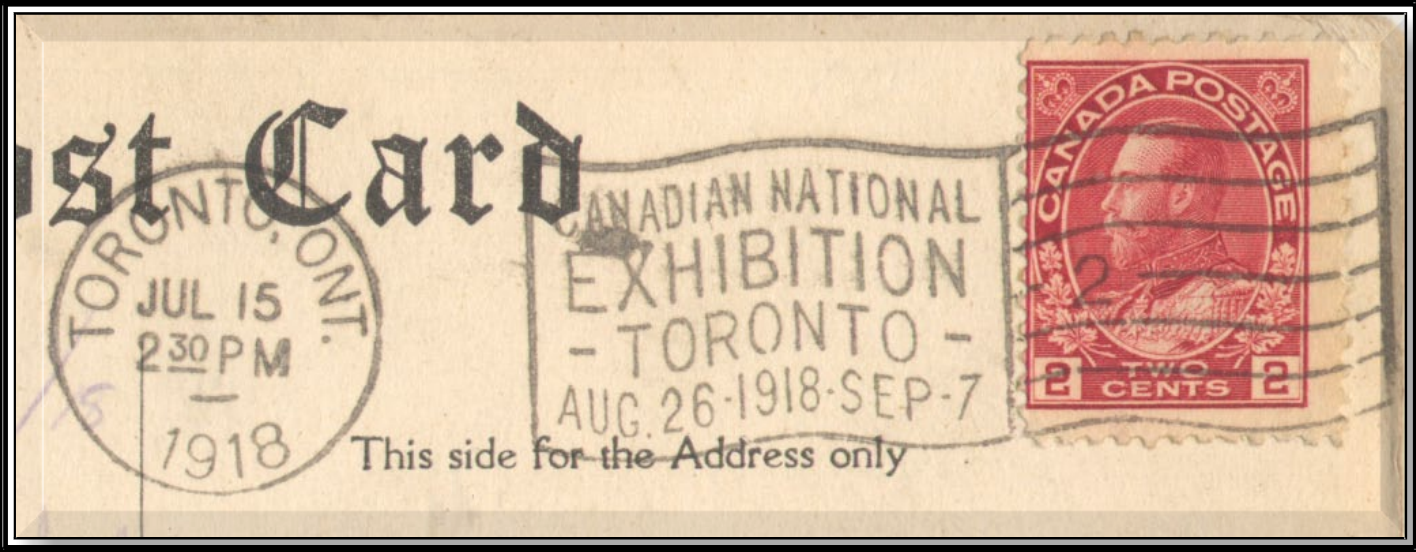 ost Card
TORONTO, ONT.
JUL 15
2 30 PM
1918
CANADIAN NATIONAL
EXHIBITION
- TORONTO -
AUG. 26-1918-SEP-7
This side for the Address only
CANADA POSTAGE
2
2 TWO CENTS 2